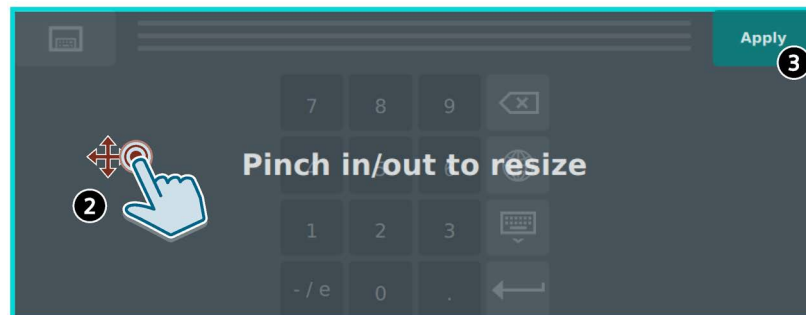 Apply
3
7 8 9
Pinch in/out to resize
2
1 2 3
- / e 0 .